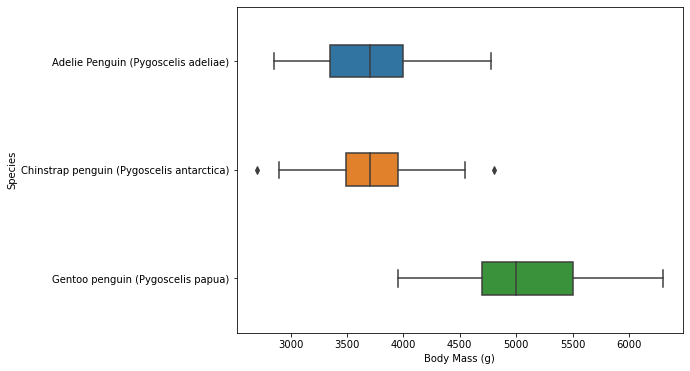 Species
Adelie Penguin (Pygoscelis adeliae)
Chinstrap penguin (Pygoscelis antarctica)
Gentoo penguin (Pygoscelis papua)
3000 3500 4000 4500 5000 5500 6000
Body Mass (g)